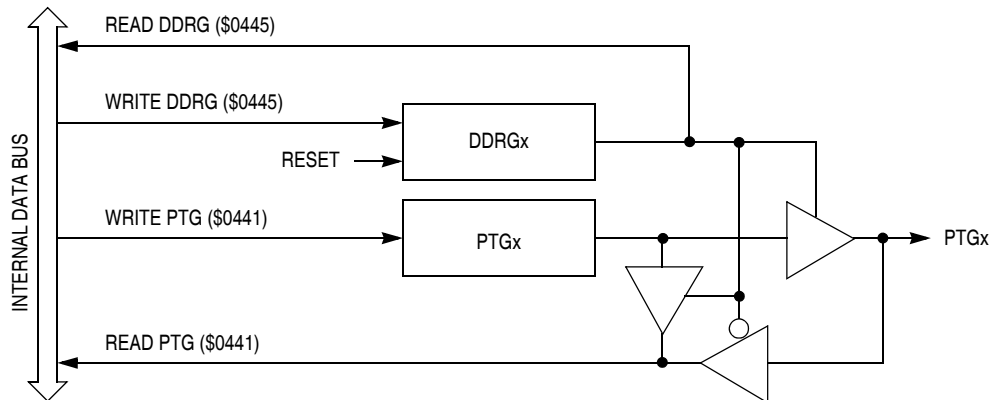 READ DDRG ($0445)
WRITE DDRG ($0445)
DDRGx
RESET
INTERNAL DATA BUS
WRITE PTG ($0441)
PTGx
PTGx
READ PTG ($0441)